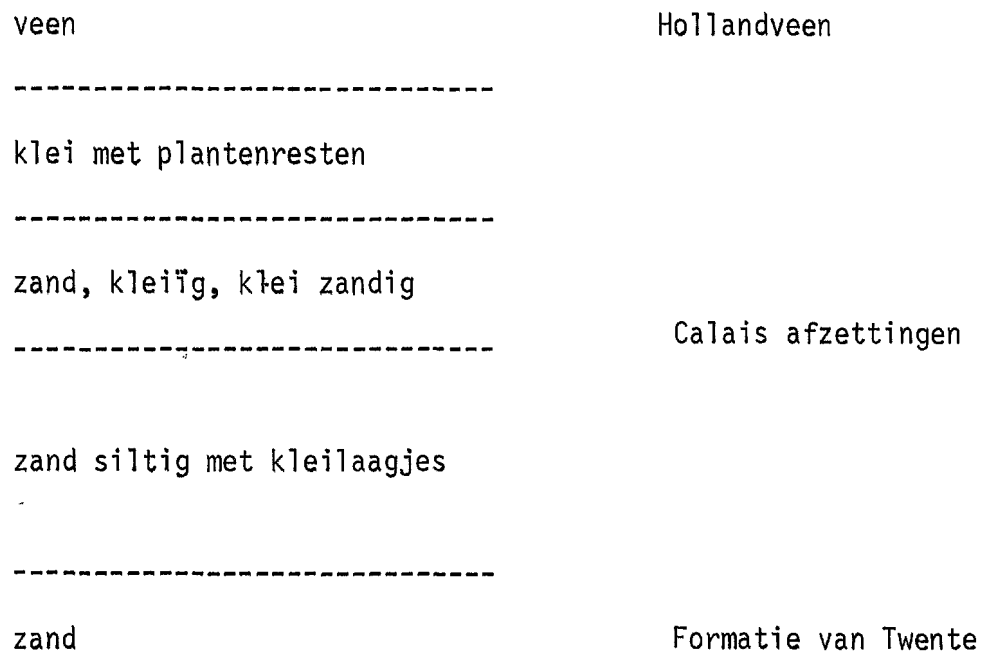 veen Hollandveen
------------------------------
klei met plantenresten
------------------------------
zand, kleiïg, klei zandig
------------------------------ Calais afzettingen
zand siltig met kleilaagjes
------------------------------
zand Formatie van Twente